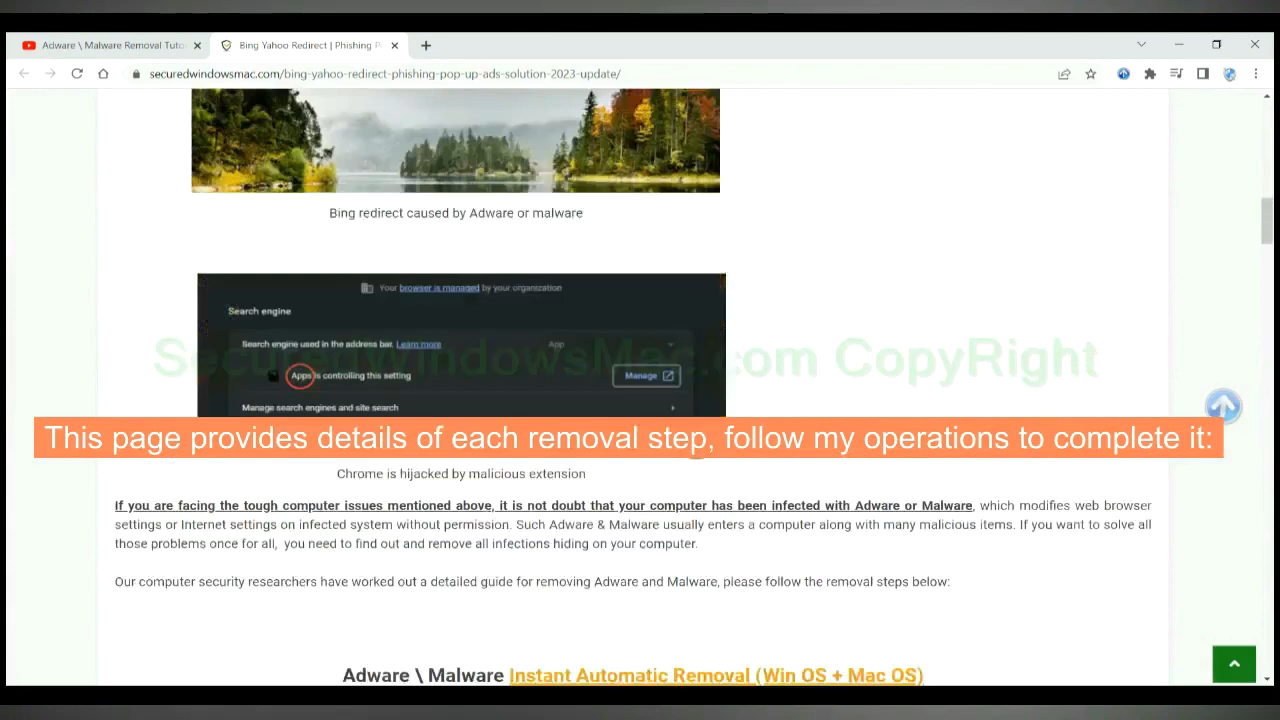 Adware \ Malware Removal Tuto
Bing Yahoo Redirect | Phishing P
securedwindowsmac.com/bing-yahoo-redirect-phishing-pop-up-ads-solution-2023-update/
Bing redirect caused by Adware or malware
Your browser is managed by your organization
Search engine
Search engine used in the address bar. Learn more
App
SecuredWindowsMac.com CopyRight
Apps is controlling this setting
Manage
Manage search engines and site search
This page provides details of each removal step, follow my operations to complete it:
Chrome is hijacked by malicious extension
If you are facing the tough computer issues mentioned above, it is not doubt that your computer has been infected with Adware or Malware, which modifies web browser
settings or Internet settings on infected system without permission. Such Adware & Malware usually enters a computer along with many malicious items. If you want to solve all
those problems once for all, you need to find out and remove all infections hiding on your computer.
Our computer security researchers have worked out a detailed guide for removing Adware and Malware, please follow the removal steps below:
Adware \ Malware Instant Automatic Removal (Win OS + Mac OS)